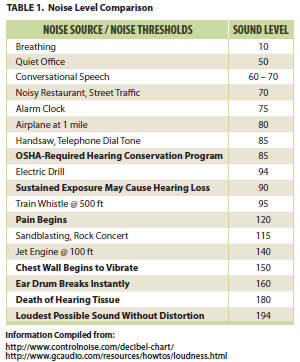 TABLE 1. Noise Level Comparison
NOISE SOURCE / NOISE THRESHOLDS SOUND LEVEL
Breathing 10
Quiet Office 50
Conversational Speech 60 – 70
Noisy Restaurant, Street Traffic 70
Alarm Clock 75
Airplane at 1 mile 80
Handsaw, Telephone Dial Tone 85
OSHA-Required Hearing Conservation Program 85
Electric Drill 94
Sustained Exposure May Cause Hearing Loss 90
Train Whistle @ 500 ft 95
Pain Begins 120
Sandblasting, Rock Concert 115
Jet Engine @ 100 ft 140
Chest Wall Begins to Vibrate 150
Ear Drum Breaks Instantly 160
Death of Hearing Tissue 180
Loudest Possible Sound Without Distortion 194
Information Compiled from:
http://www.controlnoise.com/decibel-chart/
http://www.gcaudio.com/resources/howtos/loudness.html